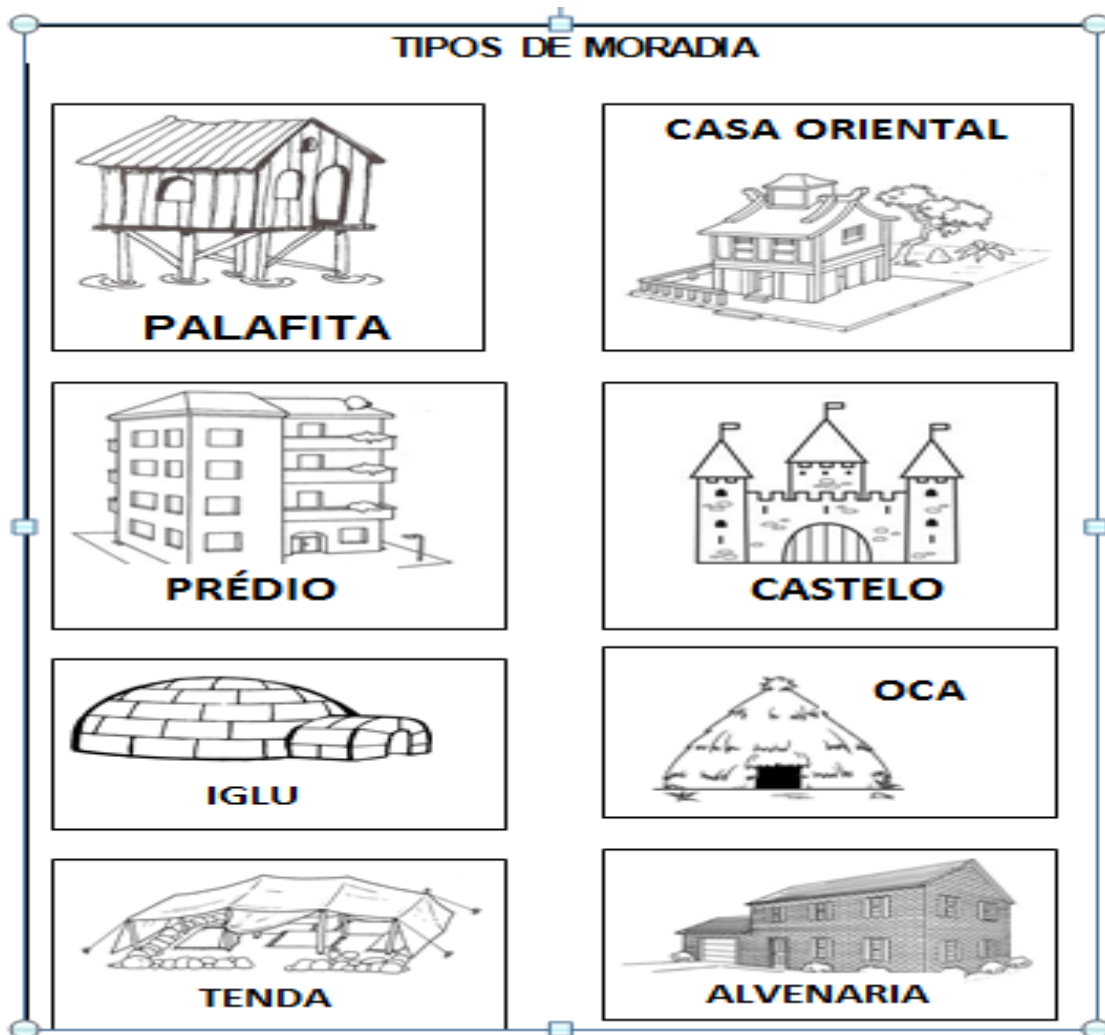 TIPOS DE MORADIA
PALAFITA
CASA ORIENTAL
PRÉDIO
CASTELO
IGLU
OCA
TENDA
ALVENARIA